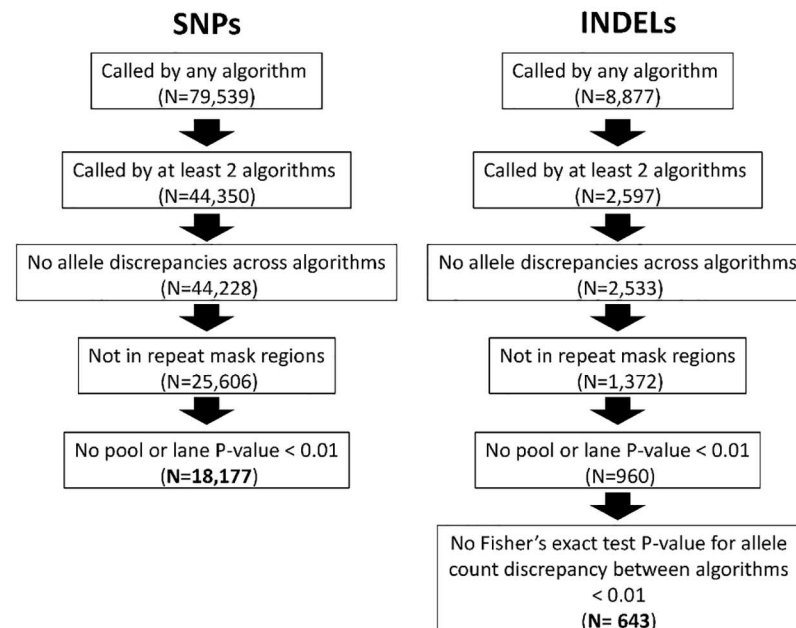 SNPs
Called by any algorithm
(N=79,539)
Called by at least 2 algorithms
(N=44,350)
No allele discrepancies across algorithms
(N=44,228)
Not in repeat mask regions
(N=25,606)
No pool or lane P-value < 0.01
(N=18,177)
INDELs
Called by any algorithm
(N=8,877)
Called by at least 2 algorithms
(N=2,597)
No allele discrepancies across algorithms
(N=2,533)
Not in repeat mask regions
(N=1,372)
No pool or lane P-value < 0.01
(N=960)
No Fisher's exact test P-value for allele
count discrepancy between algorithms
< 0.01
(N= 643)